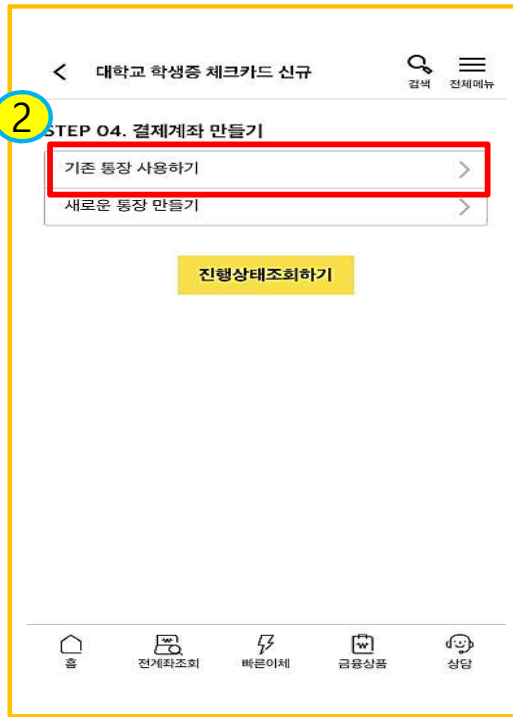 대학교 학생증 체크카드 신규
검색 전체메뉴
2
STEP 04. 결제계좌 만들기
기존 통장 사용하기
새로운 통장 만들기
진행상태조회하기
홈 전계좌조회 빠른이체 금융상품 상담